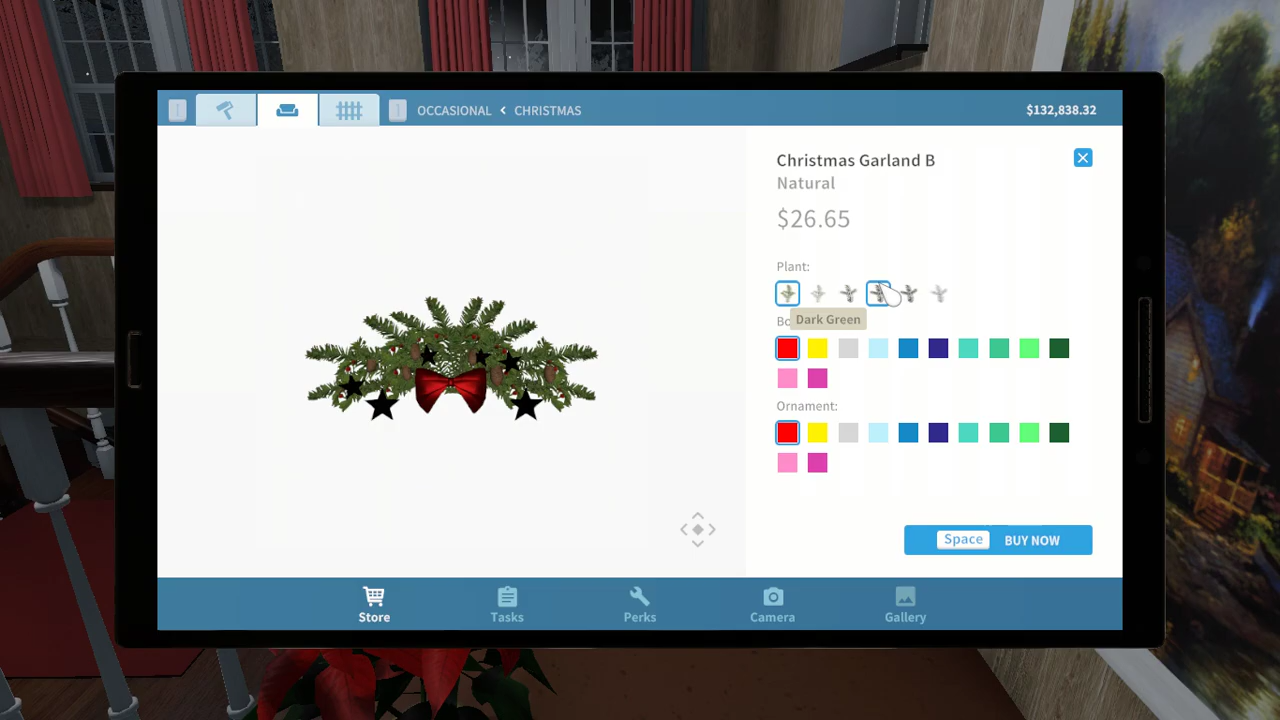 OCCASIONAL < CHRISTMAS
$132,838.32
Christmas Garland B
Natural
$26.65
Plant:
Dark Green
Ornament:
Space BUY NOW
Store
Tasks
Perks
Camera
Gallery